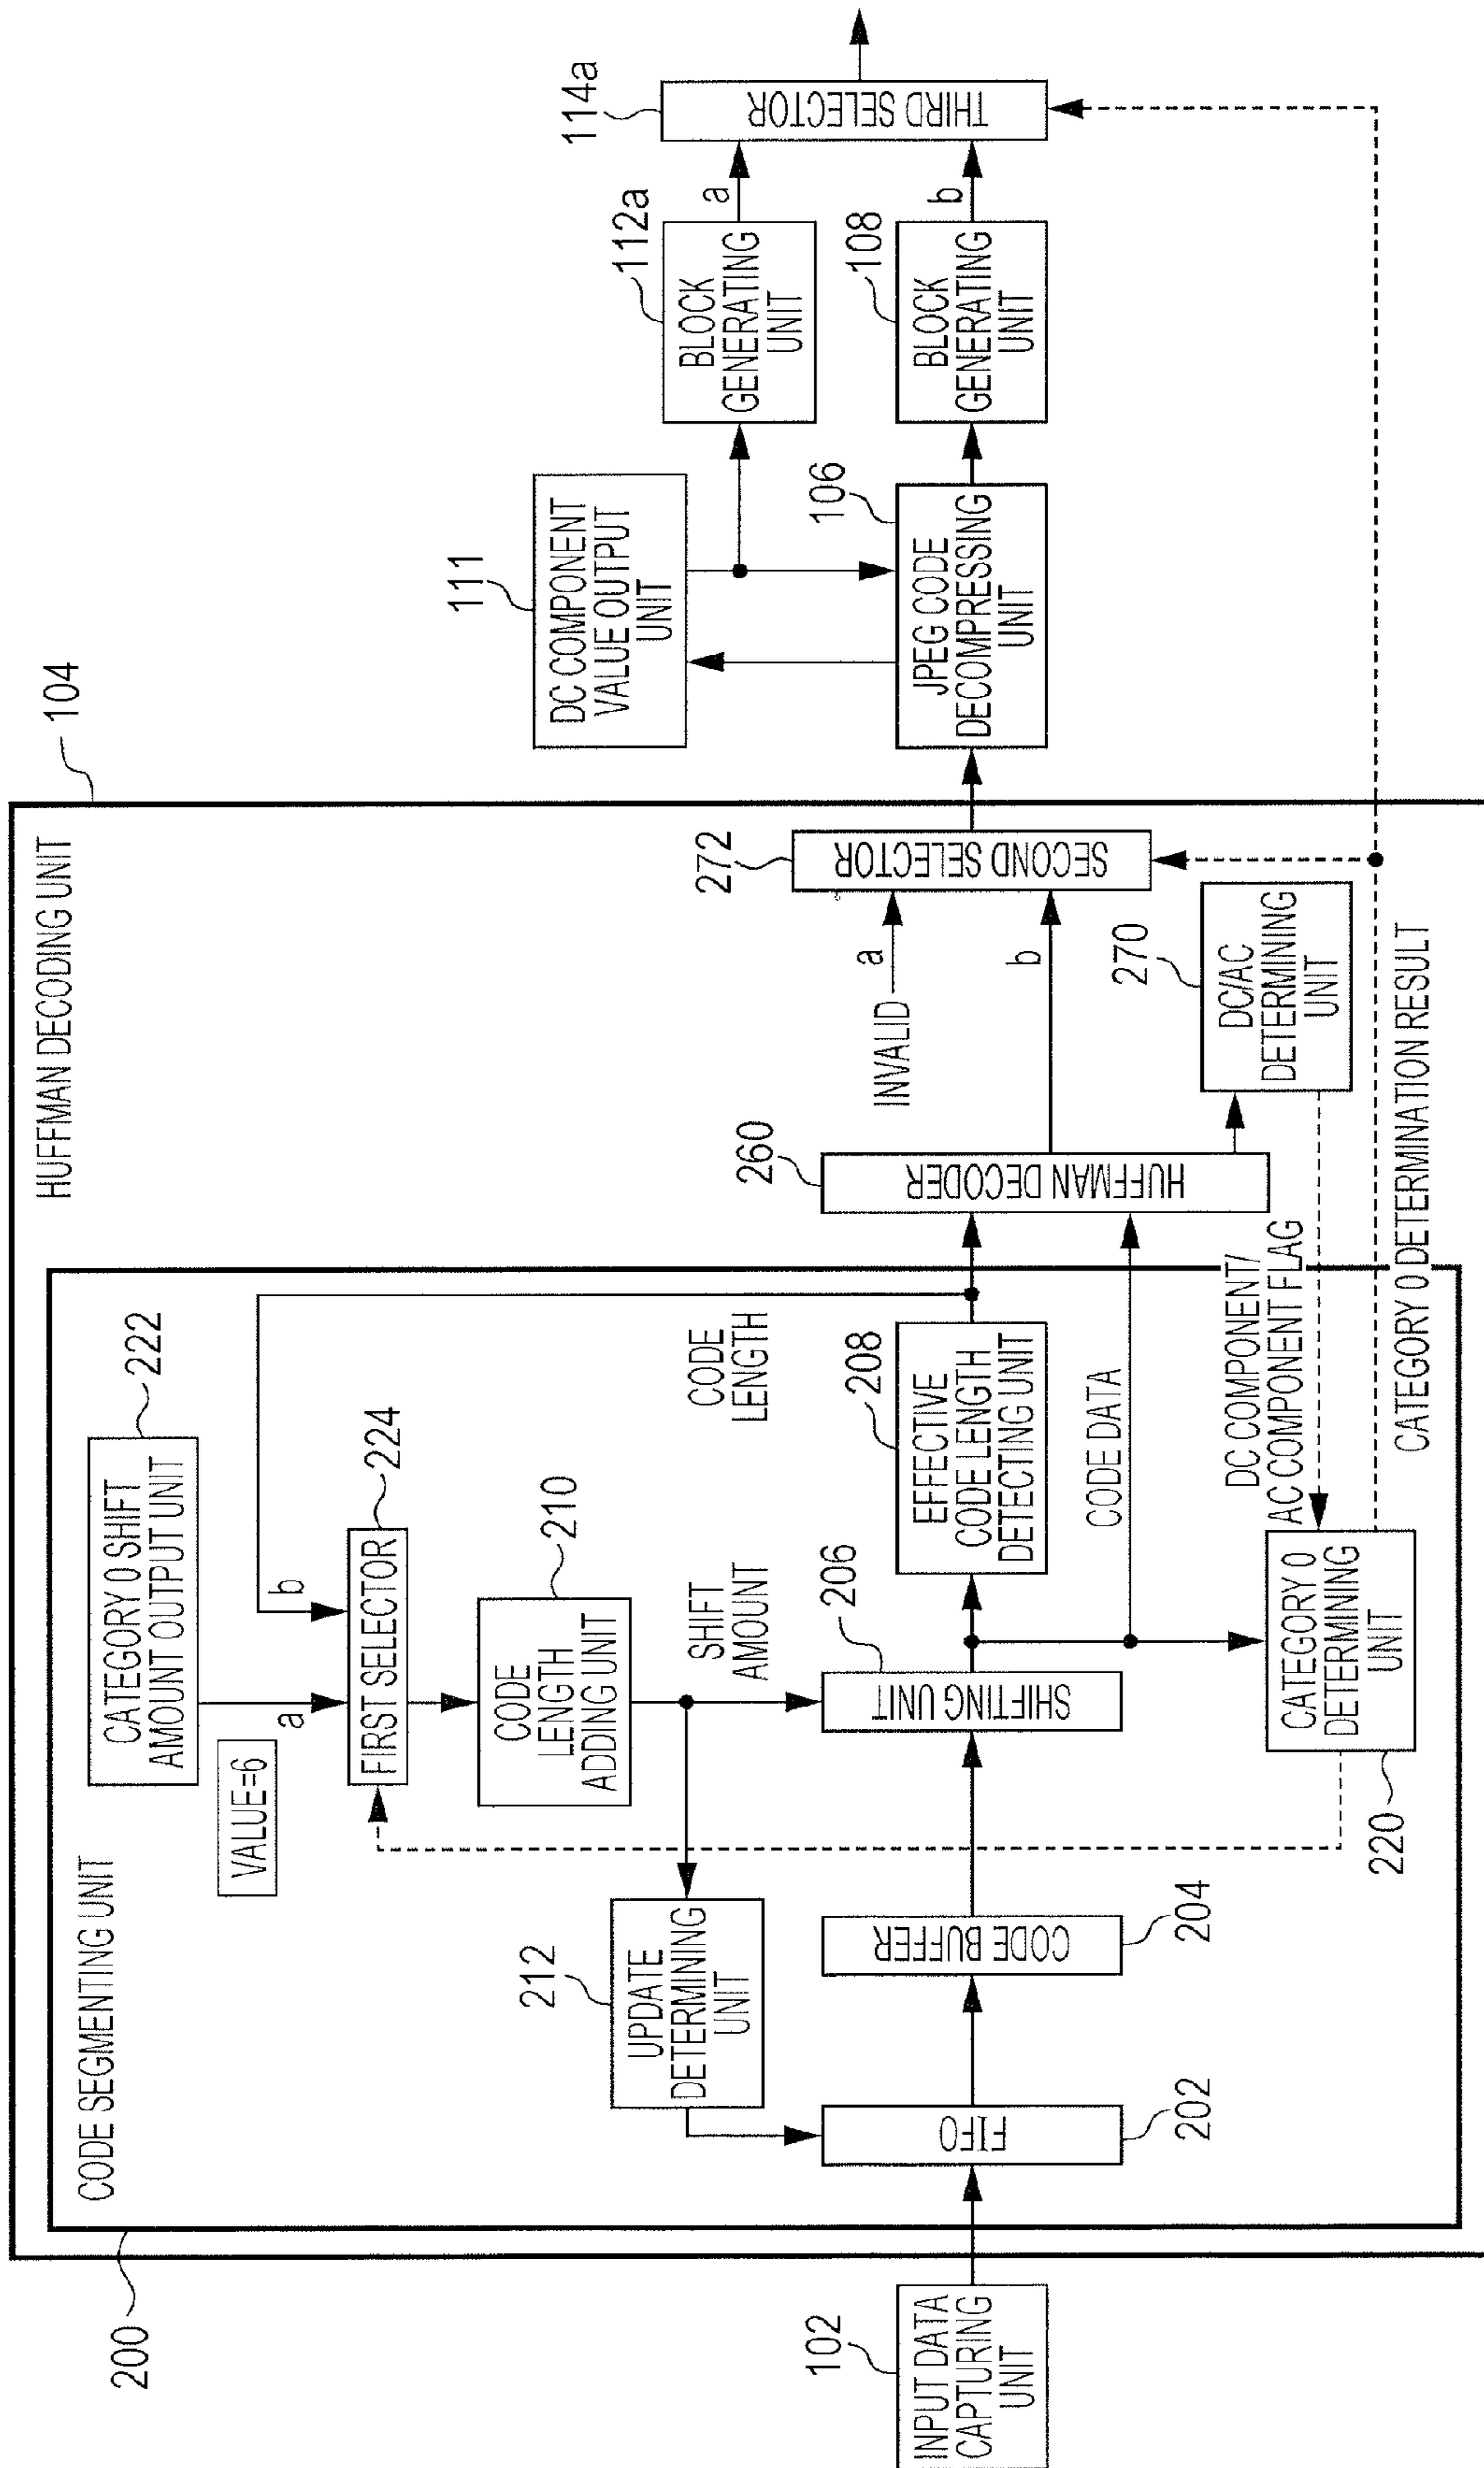 HUFFMAN DECODING UNIT
104
CODE SEGMENTING UNIT
200
CATEGORY 0 SHIFT
AMOUNT OUTPUT UNIT
222
VALUE=6
a
b
FIRST SELECTOR
224
CODE
LENGTH
ADDING UNIT
210
SHIFT
AMOUNT
CODE
LENGTH
UPDATE
DETERMINING
UNIT
212
INPUT DATA
CAPTURING
UNIT
102
FIFO
202
CODE BUFFER
204
SHIFTING UNIT
206
EFFECTIVE
CODE LENGTH
DETECTING UNIT
208
CODE DATA
CATEGORY 0
DETERMINING
UNIT
220
DC COMPONENT/
AC COMPONENT FLAG
CATEGORY 0 DETERMINATION RESULT
HUFFMAN DECODER
260
DC/AC
DETERMINING
UNIT
270
INVALID
a
b
SECOND SELECTOR
272
DC COMPONENT
VALUE OUTPUT
UNIT
111
JPEG CODE
DECOMPRESSING
UNIT
106
BLOCK
GENERATING
UNIT
112a
BLOCK
GENERATING
UNIT
108
a
b
THIRD SELECTOR
114a